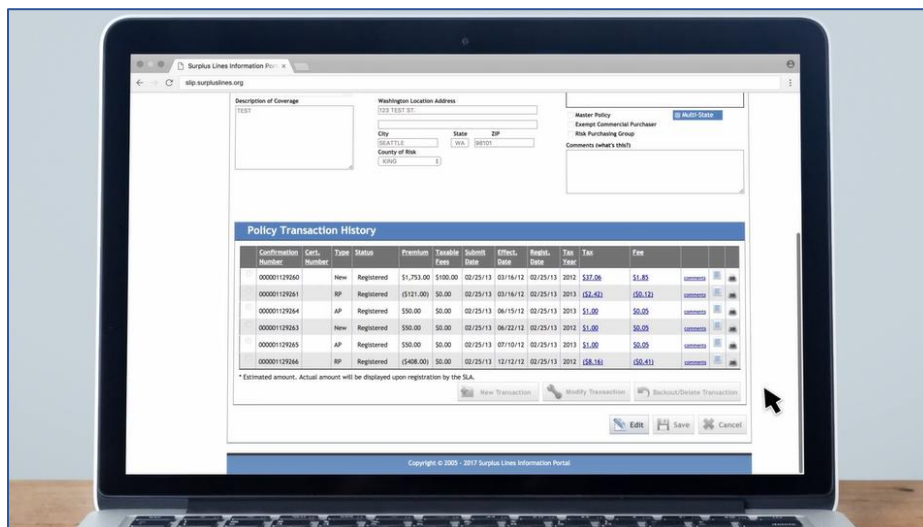 Surplus Lines Information Por
slip.surpluslines.org
Description of Coverage
TEST
Washington Location Address
123 TEST ST.
City State ZIP
SEATTLE WA 98101
County of Risk
KING
Master Policy
Multi-State
Exempt Commercial Purchaser
Risk Purchasing Group
Comments (what's this?)
Policy Transaction History
Confirmation Number Cert. Number Type Status Premium Taxable Fees Submit Date Effect. Date Regist. Date Tax Year Tax Fee
000001129260 New Registered $1,753.00 $100.00 02/25/13 03/16/12 02/25/13 2012 $37.06 $1.85 comments
000001129261 RP Registered ($121.00) $0.00 02/25/13 03/16/12 02/25/13 2013 ($2.42) ($0.12) comments
000001129264 AP Registered $50.00 $0.00 02/25/13 06/15/12 02/25/13 2013 $1.00 $0.05 comments
000001129263 New Registered $50.00 $0.00 02/25/13 06/22/12 02/25/13 2012 $1.00 $0.05 comments
000001129265 AP Registered $50.00 $0.00 02/25/13 07/10/12 02/25/13 2013 $1.00 $0.05 comments
000001129266 RP Registered ($408.00) $0.00 02/25/13 12/12/12 02/25/13 2012 ($8.16) ($0.41) comments
* Estimated amount. Actual amount will be displayed upon registration by the SLA.
New Transaction Modify Transaction Backout/Delete Transaction
Edit Save Cancel
Copyright © 2005 - 2017 Surplus Lines Information Portal